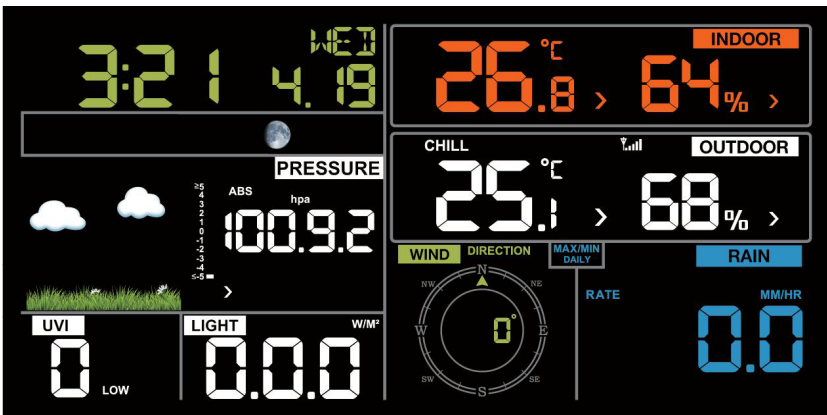 3:21
WED
4.19
INDOOR
26.8 °C
64%
PRESSURE
ABS
hpa
100.9.2
≥5
4
3
2
1
0
-1
-2
-3
-4
≤-5
CHILL
OUTDOOR
25.1 °C
68%
WIND DIRECTION
MAX/MIN
DAILY
N
NE
E
SE
S
SW
W
NW
0°
RAIN
RATE
MM/HR
0.0
UVI
0
LOW
LIGHT
W/M²
0.0.0